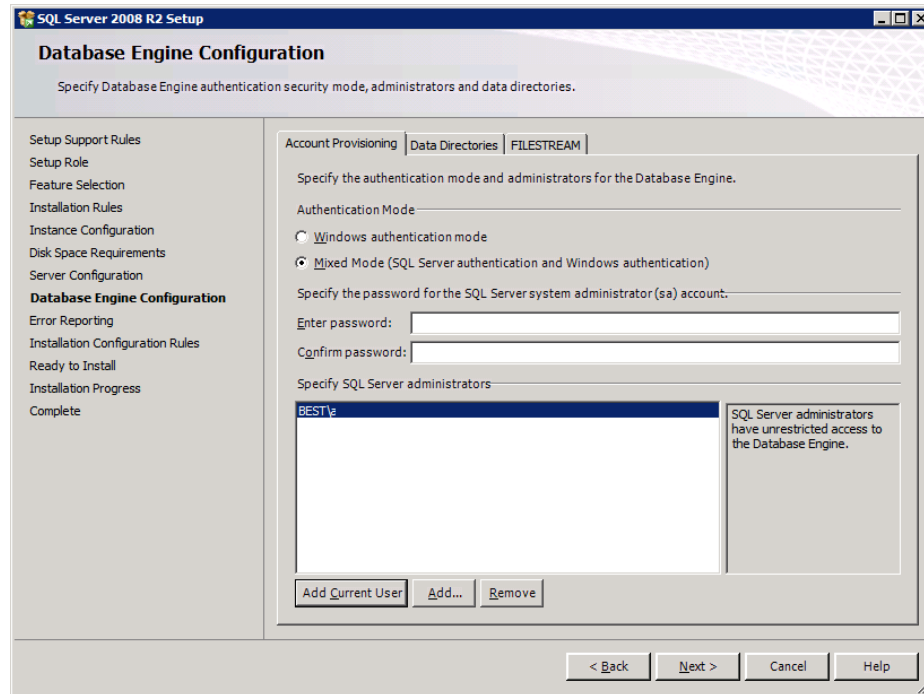 SQL Server 2008 R2 Setup
Database Engine Configuration
Specify Database Engine authentication security mode, administrators and data directories.
Setup Support Rules
Setup Role
Feature Selection
Installation Rules
Instance Configuration
Disk Space Requirements
Server Configuration
Database Engine Configuration
Error Reporting
Installation Configuration Rules
Ready to Install
Installation Progress
Complete
Account Provisioning Data Directories FILESTREAM
Specify the authentication mode and administrators for the Database Engine.
Authentication Mode
Windows authentication mode
Mixed Mode (SQL Server authentication and Windows authentication)
Specify the password for the SQL Server system administrator (sa) account.
Enter password:
Confirm password:
Specify SQL Server administrators
BEST\a
SQL Server administrators
have unrestricted access to
the Database Engine.
Add Current User Add... Remove
< Back Next > Cancel Help